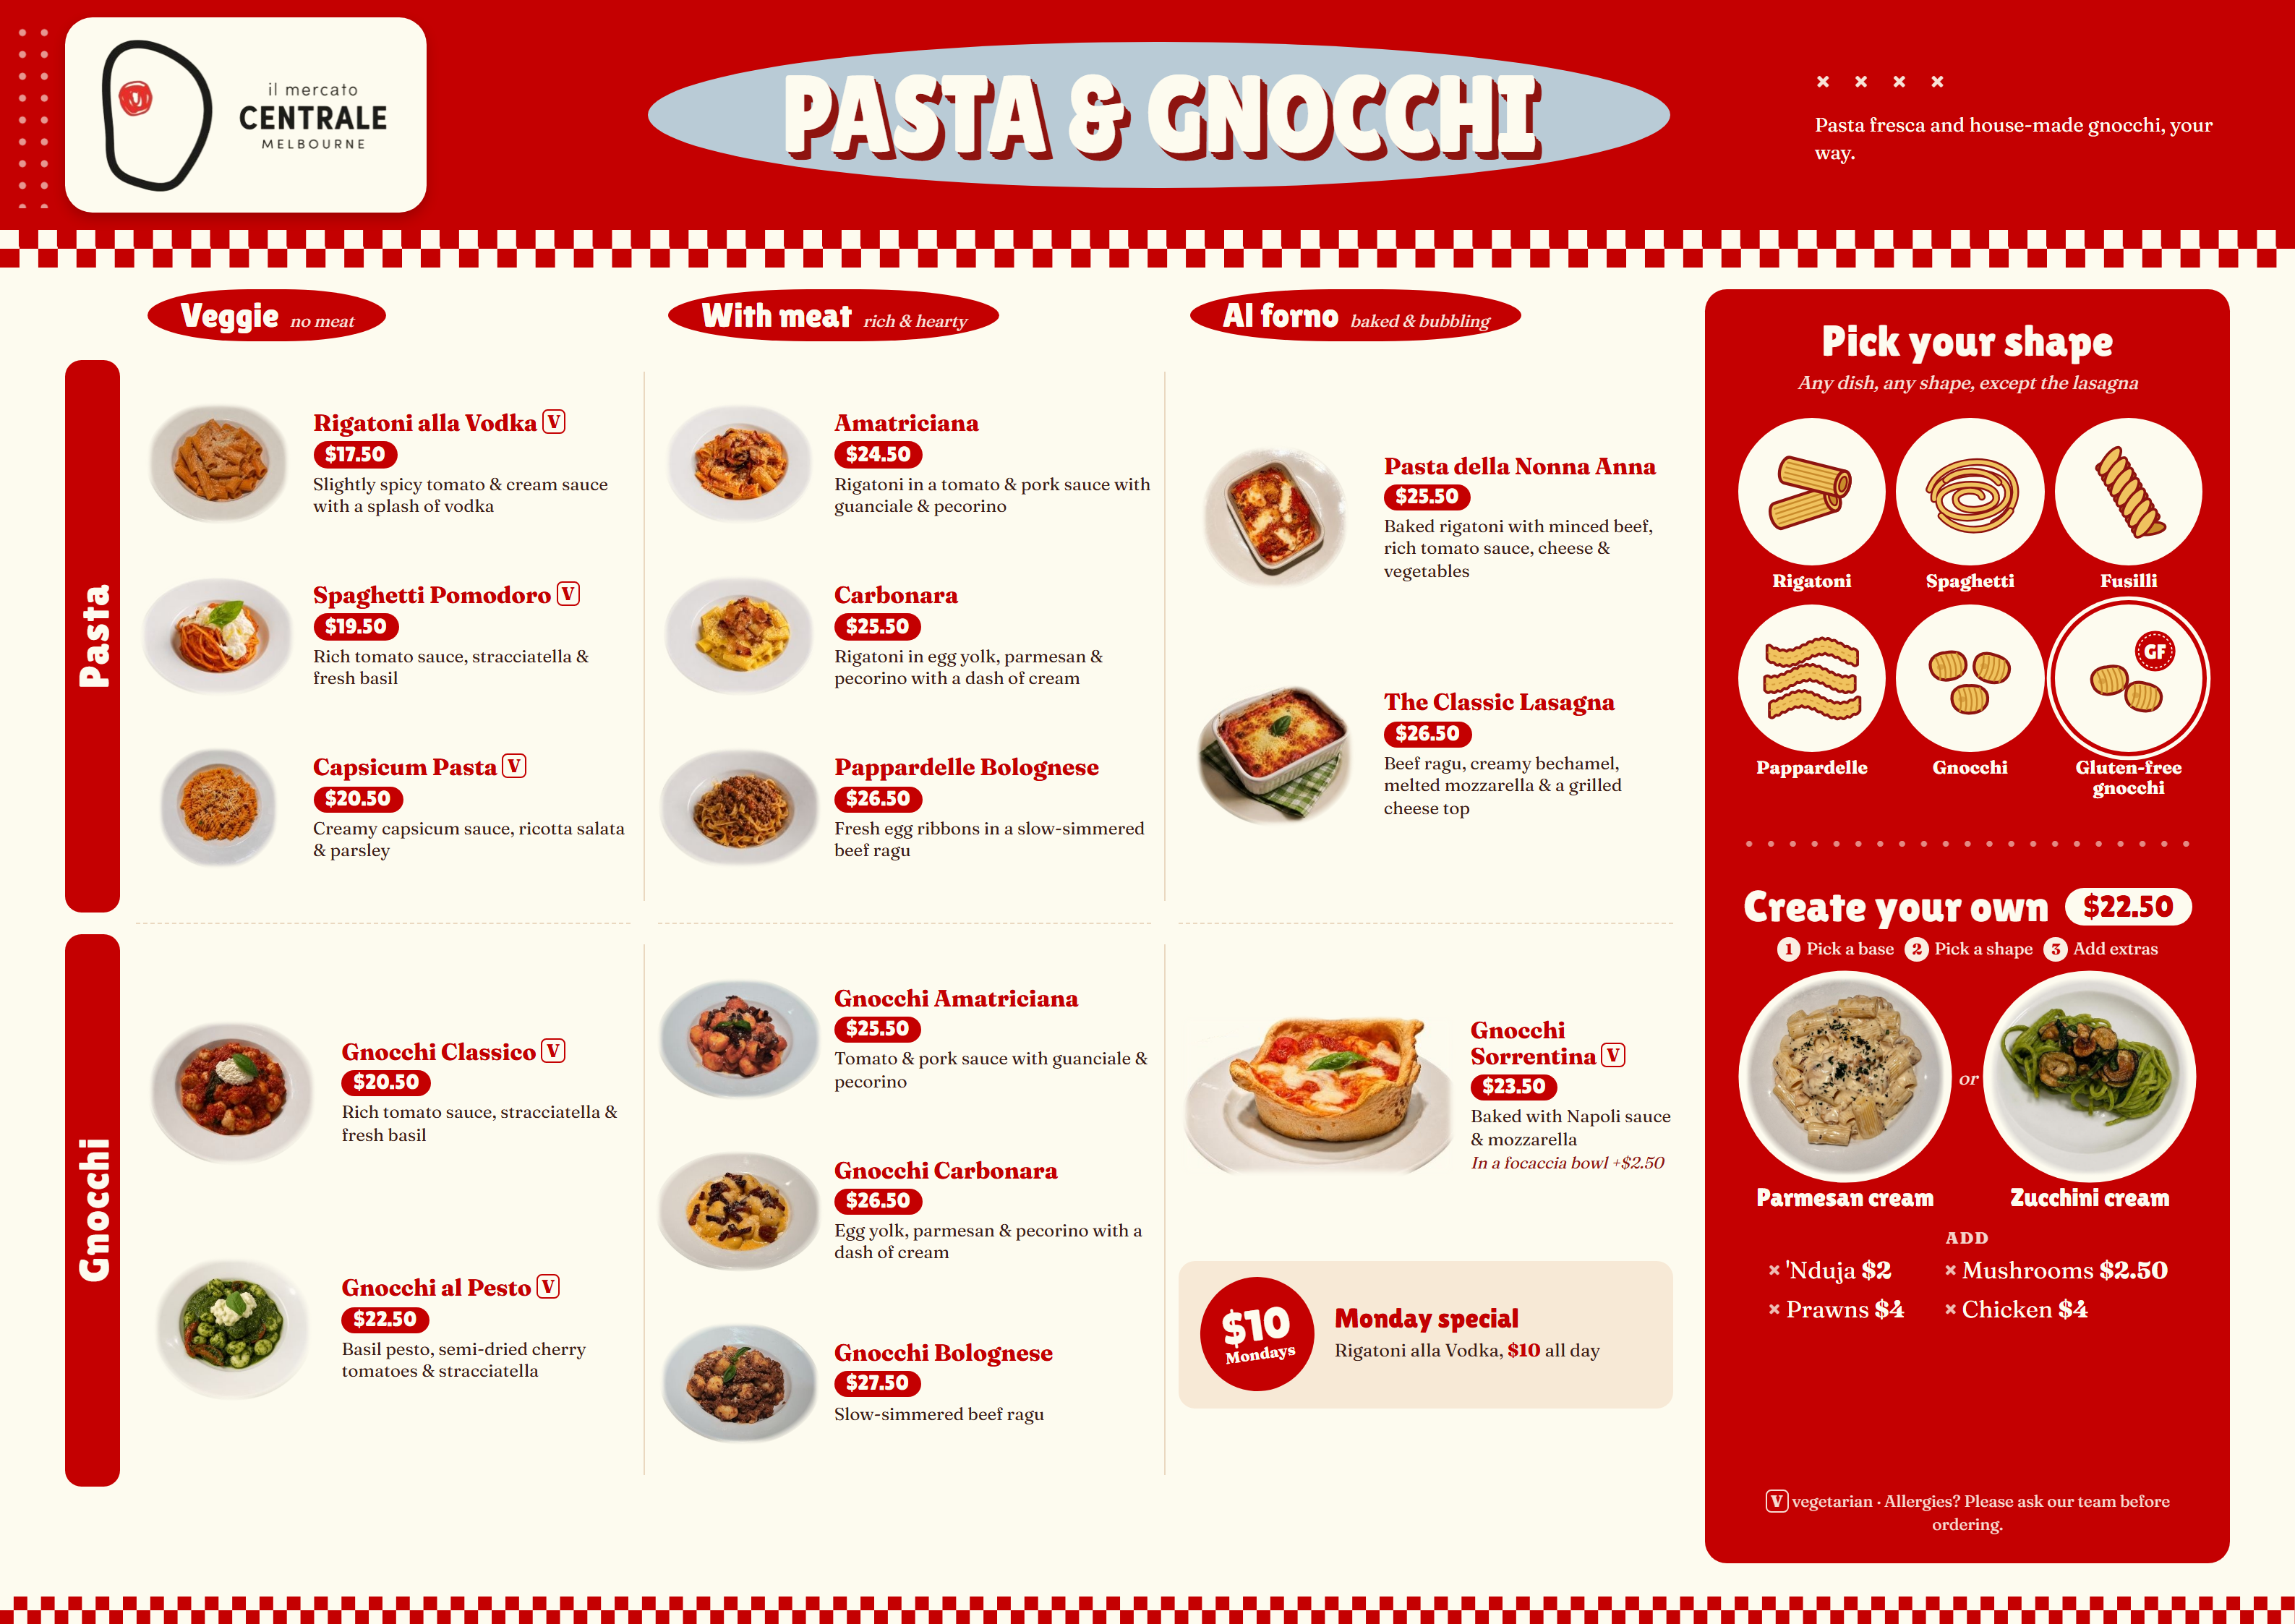 il mercato
CENTRALE
MELBOURNE
PASTA & GNOCCHI
Pasta fresca and house-made gnocchi, your
way.
Veggie no meat
With meat rich & hearty
Al forno baked & bubbling
Pasta
Rigatoni alla Vodka V
$17.50
Slightly spicy tomato & cream sauce
with a splash of vodka
Spaghetti Pomodoro V
$19.50
Rich tomato sauce, stracciatella &
fresh basil
Capsicum Pasta V
$20.50
Creamy capsicum sauce, ricotta salata
& parsley
Amatriciana
$24.50
Rigatoni in a tomato & pork sauce with
guanciale & pecorino
Carbonara
$25.50
Rigatoni in egg yolk, parmesan &
pecorino with a dash of cream
Pappardelle Bolognese
$26.50
Fresh egg ribbons in a slow-simmered
beef ragu
Pasta della Nonna Anna
$25.50
Baked rigatoni with minced beef,
rich tomato sauce, cheese &
vegetables
The Classic Lasagna
$26.50
Beef ragu, creamy bechamel,
melted mozzarella & a grilled
cheese top
Gnocchi
Gnocchi Classico V
$20.50
Rich tomato sauce, stracciatella &
fresh basil
Gnocchi al Pesto V
$22.50
Basil pesto, semi-dried cherry
tomatoes & stracciatella
Gnocchi Amatriciana
$25.50
Tomato & pork sauce with guanciale &
pecorino
Gnocchi Carbonara
$26.50
Egg yolk, parmesan & pecorino with a
dash of cream
Gnocchi Bolognese
$27.50
Slow-simmered beef ragu
Gnocchi
Sorrentina V
$23.50
Baked with Napoli sauce
& mozzarella
In a focaccia bowl +$2.50
$10
Mondays
Monday special
Rigatoni alla Vodka, $10 all day
Pick your shape
Any dish, any shape, except the lasagna
Rigatoni
Spaghetti
Fusilli
GF
Pappardelle
Gnocchi
Gluten-free
gnocchi
Create your own $22.50
1 Pick a base 2 Pick a shape 3 Add extras
or
Parmesan cream
Zucchini cream
ADD
× 'Nduja $2
× Mushrooms $2.50
× Prawns $4
× Chicken $4
V vegetarian · Allergies? Please ask our team before
ordering.